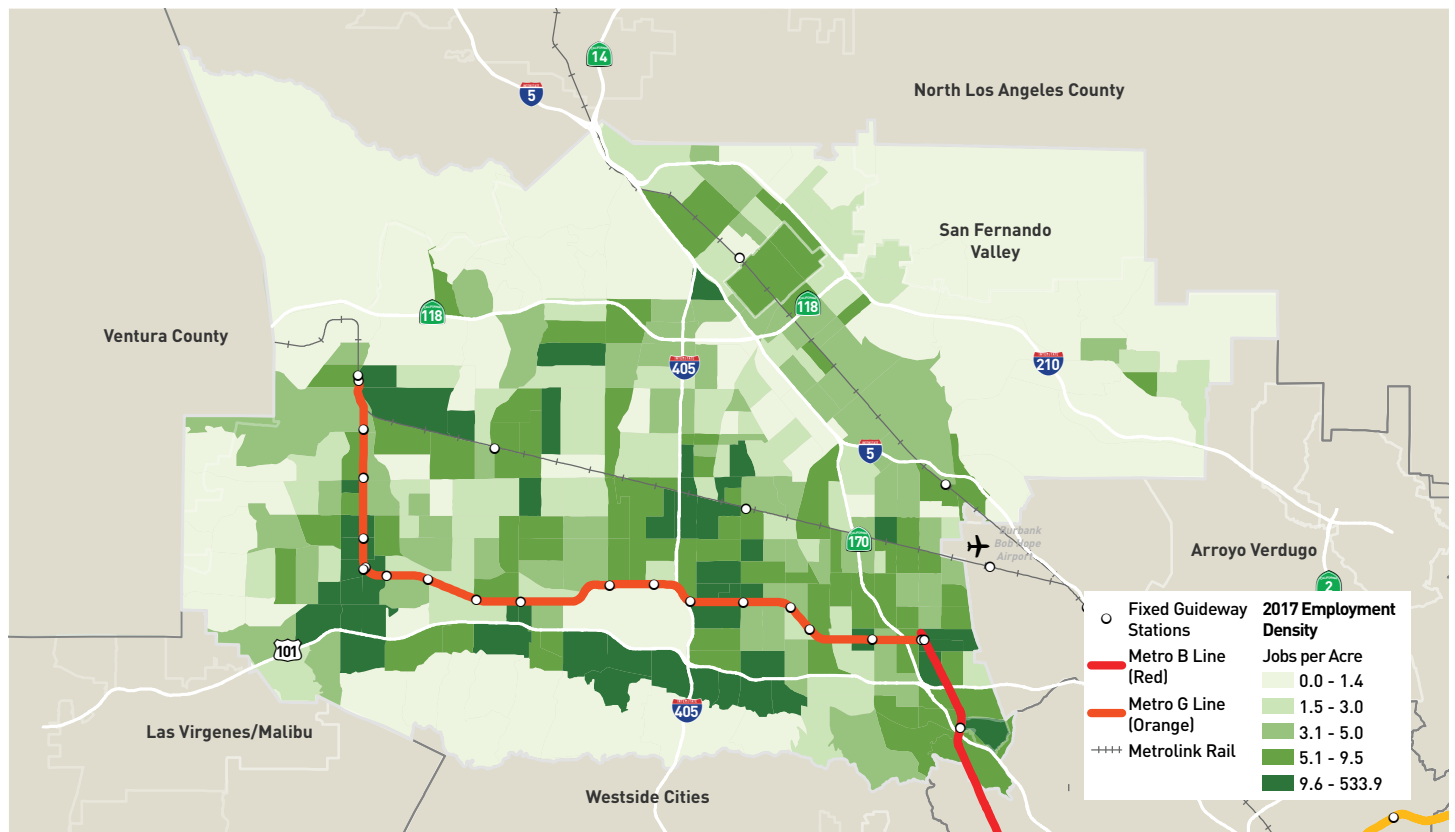 14
5
North Los Angeles County
San Fernando
Valley
118
118
Ventura County
405
210
5
170
Burbank
Bob Hope
Airport
Arroyo Verdugo
2
101
405
Las Virgenes/Malibu
Westside Cities
Fixed Guideway
Stations
Metro B Line
(Red)
Metro G Line
(Orange)
Metrolink Rail
2017 Employment
Density
Jobs per Acre
0.0 - 1.4
1.5 - 3.0
3.1 - 5.0
5.1 - 9.5
9.6 - 533.9